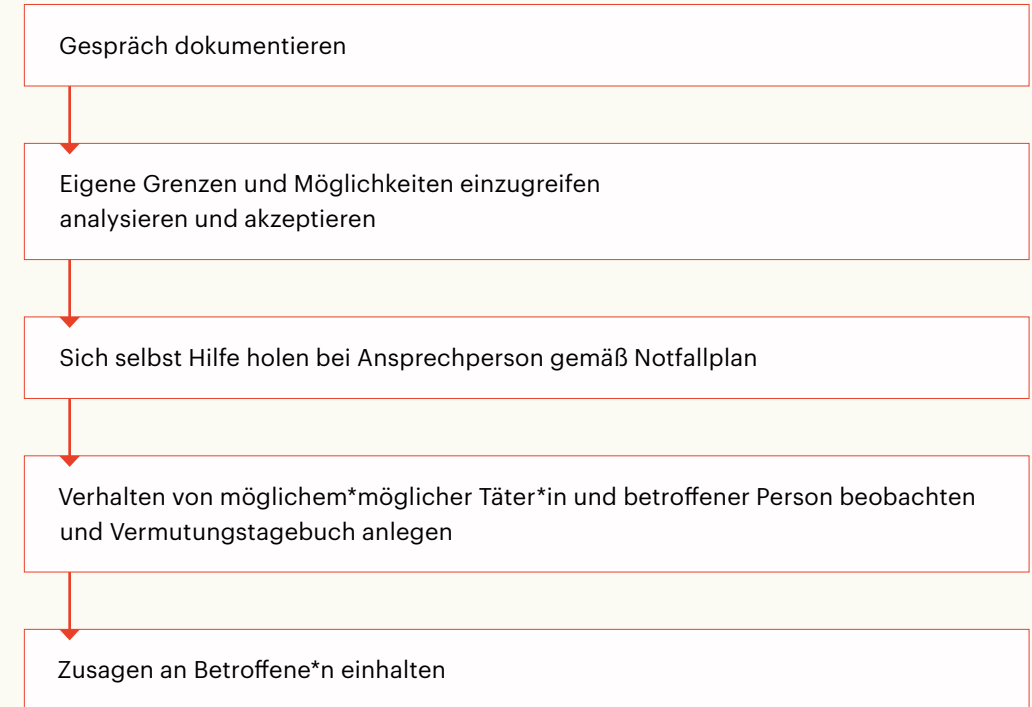 Gespräch dokumentieren
Eigene Grenzen und Möglichkeiten einzugreifen
analysieren und akzeptieren
Sich selbst Hilfe holen bei Ansprechperson gemäß Notfallplan
Verhalten von möglichem*möglicher Täter*in und betroffener Person beobachten
und Vermutungstagebuch anlegen
Zusagen an Betroffene*n einhalten